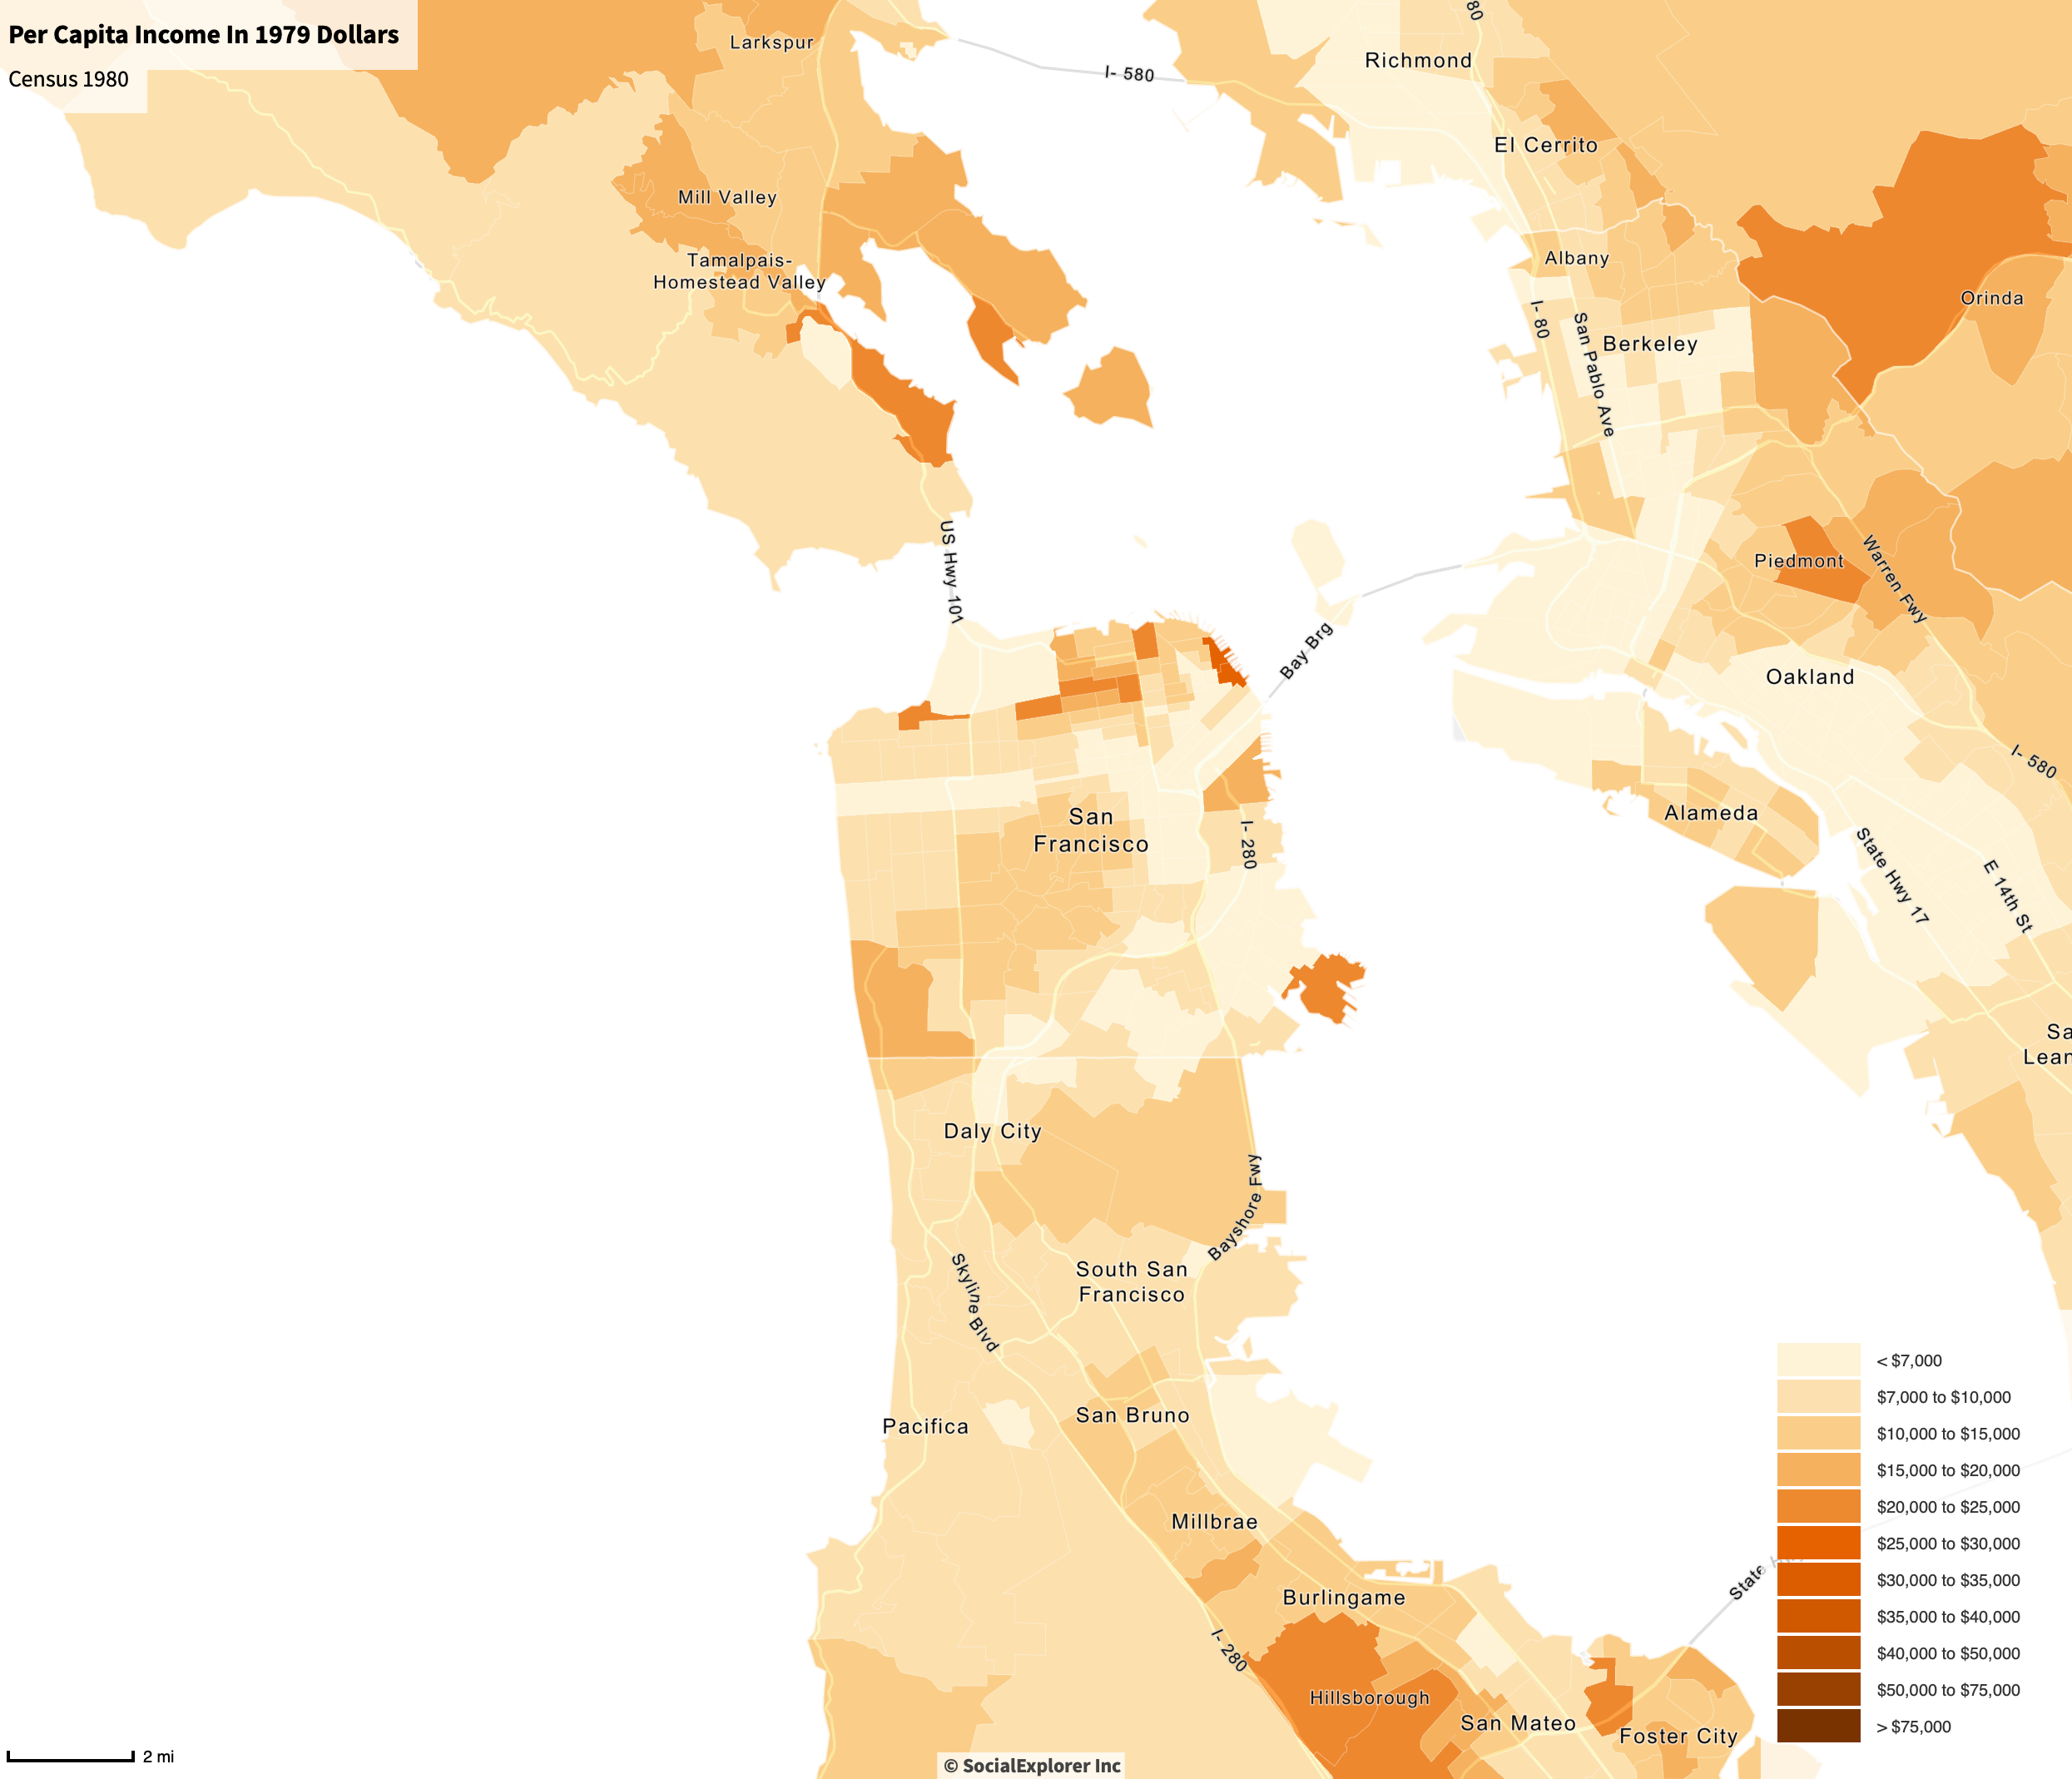 Per Capita Income In 1979 Dollars
Census 1980
80
Larkspur
Richmond
I- 580
El Cerrito
Mill Valley
Tamalpais-
Homestead Valley
Albany
Orinda
I- 80
San Pablo Ave
Berkeley
US Hwy 101
Piedmont
Warren Fwy
Bay Brg
Oakland
I- 580
San
Francisco
I- 280
Alameda
State Hwy 17
E 14th St
Sa
Lean
Daly City
Bayshore Fwy
South San
Francisco
Skyline Blvd
San Bruno
Pacifica
Millbrae
Burlingame
I- 280
Hillsborough
San Mateo
Foster City
State
< $7,000
$7,000 to $10,000
$10,000 to $15,000
$15,000 to $20,000
$20,000 to $25,000
$25,000 to $30,000
$30,000 to $35,000
$35,000 to $40,000
$40,000 to $50,000
$50,000 to $75,000
> $75,000
2 mi
© SocialExplorer Inc